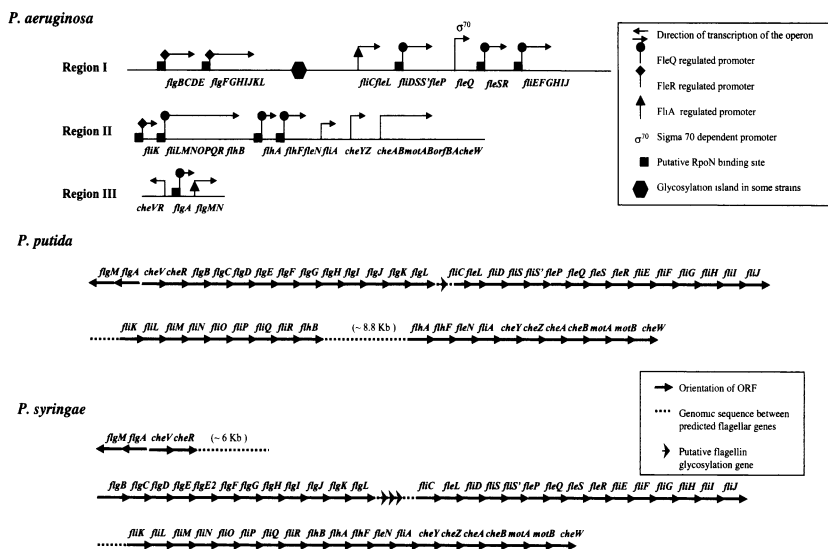 P. aeruginosa
σ70
Region I
flgBCDE flgFGHIJKL fliCfleL fliDSS'fleP fleQ fleSR fliEFGHIJ
Region II
fliK fliLMNOPQR flhB flhA flhFfleN fliA cheYZ cheABmotABorfBAcheW
Region III
cheVR flgA flgMN
Direction of transcription of the operon
FleQ regulated promoter
FleR regulated promoter
FliA regulated promoter
σ70 Sigma 70 dependent promoter
Putative RpoN binding site
Glycosylation island in some strains
P. putida
flgM flgA cheV cheR flgB flgC flgD flgE flgF flgG flgH flgI flgJ flgK flgL fliC fleL fliD fliS fliS' fleP fleQ fleS fleR fliE fliF fliG fliH fliI fliJ
fliK fliL fliM fliN fliO fliP fliQ fliR flhB (~ 8.8 Kb) flhA flhF fleN fliA cheY cheZ cheA cheB motA motB cheW
Orientation of ORF
Genomic sequence between
predicted flagellar genes
Putative flagellin
glycosylation gene
P. syringae
flgM flgA cheV cheR (~ 6 Kb)
flgB flgC flgD flgE flgE2 flgF flgG flgH flgI flgJ flgK flgL fliC fleL fliD fliS fliS' fleP fleQ fleS fleR fliE fliF fliG fliH fliI fliJ
fliK fliL fliM fliN fliO fliP fliQ fliR flhB flhA flhF fleN fliA cheY cheZ cheA cheB motA motB cheW